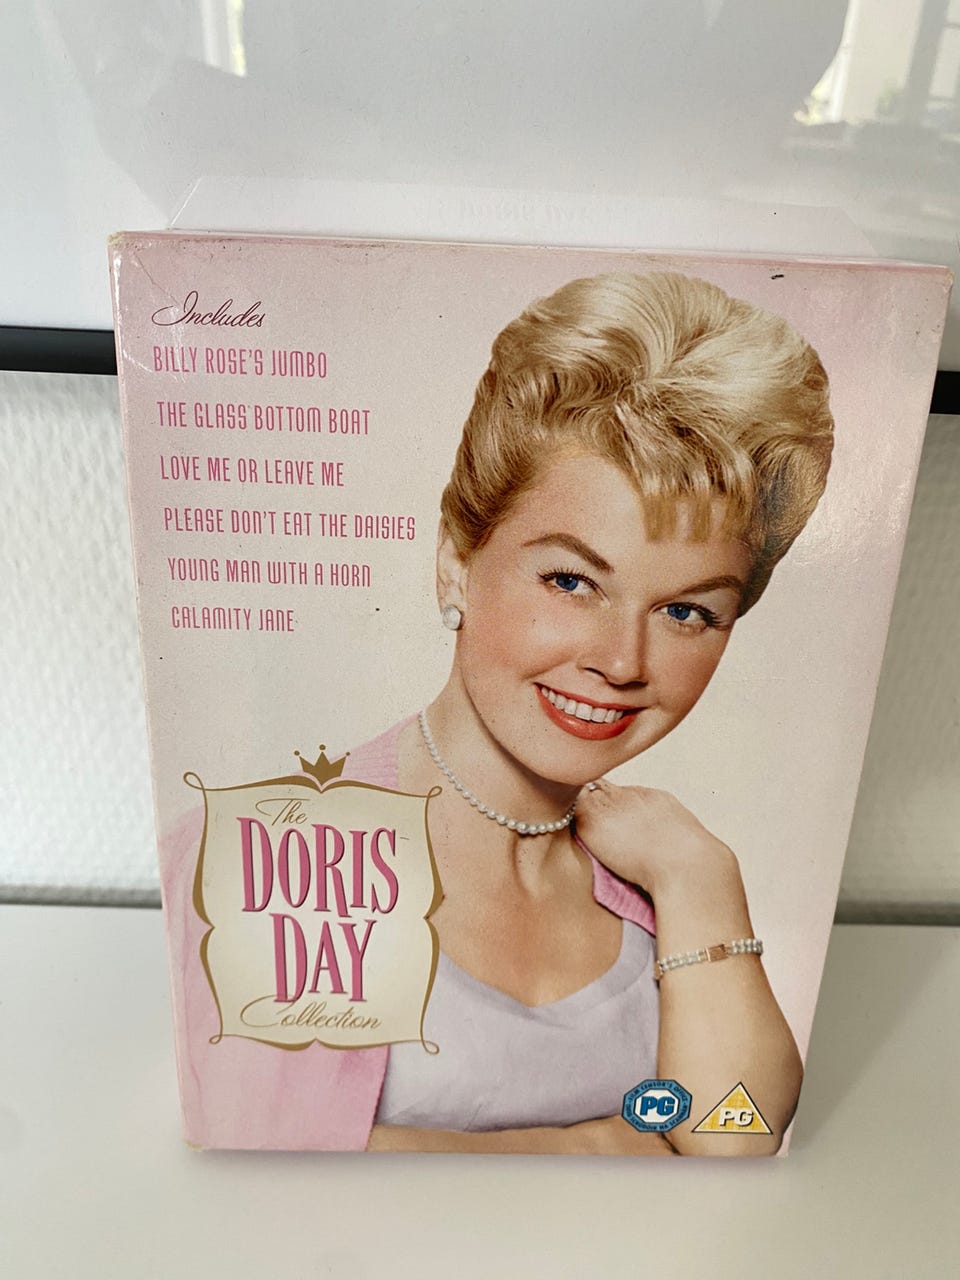 Includes
BILLY ROSE'S JUMBO
THE GLASS BOTTOM BOAT
LOVE ME OR LEAVE ME
PLEASE DON'T EAT THE DAISIES
YOUNG MAN WITH A HORN
CALAMITY JANE
The
DORIS
DAY
Collection
PG
PG